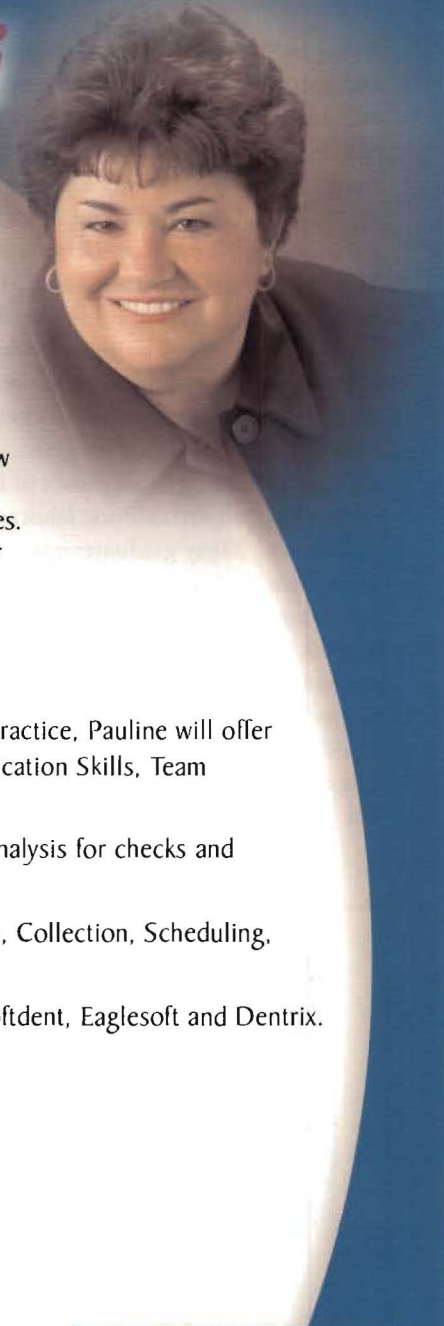 i
w
es.
ractice, Pauline will offer
cation Skills, Team
nalysis for checks and
, Collection, Scheduling,
ftdent, Eaglesoft and Dentrix.